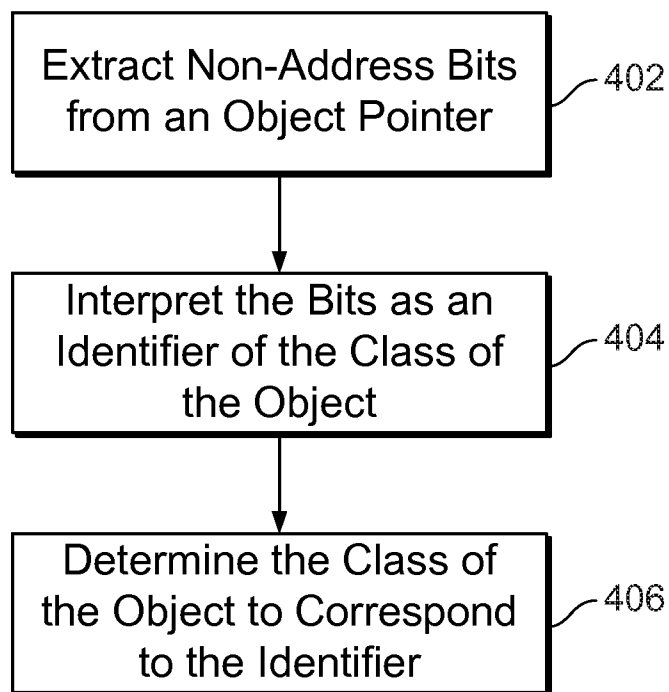 Extract Non-Address Bits
from an Object Pointer
402
Interpret the Bits as an
Identifier of the Class of
the Object
404
Determine the Class of
the Object to Correspond
to the Identifier
406